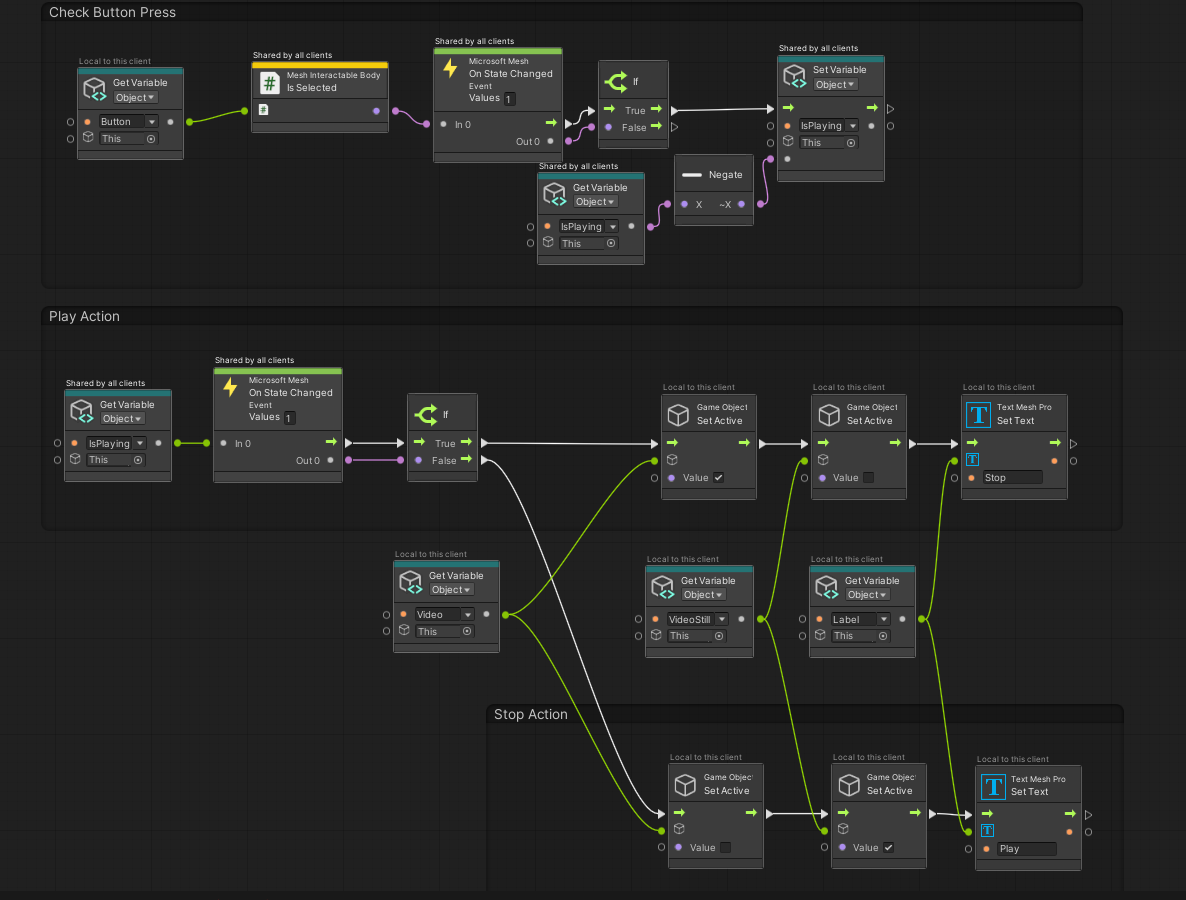 Check Button Press
Local to this client
Get Variable
Object
Button
This
Shared by all clients
Mesh Interactable Body
Is Selected
Shared by all clients
Microsoft Mesh
On State Changed
Event
Values 1
In 0
Out 0
If
True
False
Shared by all clients
Set Variable
Object
IsPlaying
This
Shared by all clients
Get Variable
Object
IsPlaying
This
Negate
X ~X
Play Action
Shared by all clients
Get Variable
Object
IsPlaying
This
Shared by all clients
Microsoft Mesh
On State Changed
Event
Values 1
In 0
Out 0
If
True
False
Local to this client
Game Object
Set Active
Value
Local to this client
Game Object
Set Active
Value
Local to this client
Text Mesh Pro
Set Text
Stop
Local to this client
Get Variable
Object
Video
This
Local to this client
Get Variable
Object
VideoStill
This
Local to this client
Get Variable
Object
Label
This
Stop Action
Local to this client
Game Objec
Set Active
Value
Local to this client
Game Objec
Set Active
Value
Local to this client
Text Mesh Pro
Set Text
Play